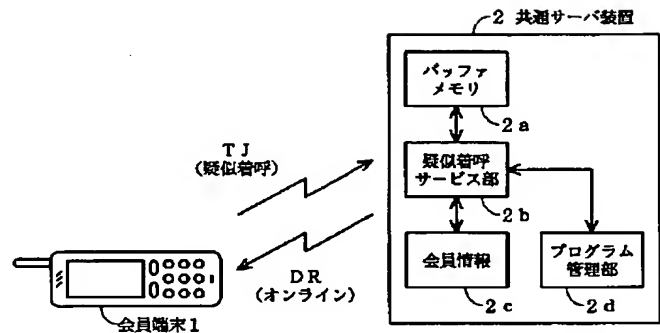 2 共通サーバ装置
バッファ
メモリ
2a
TJ
(疑似着呼)
疑似着呼
サービス部
2b
DR
(オンライン)
会員情報
2c
プログラム
管理部
2d
会員端末1